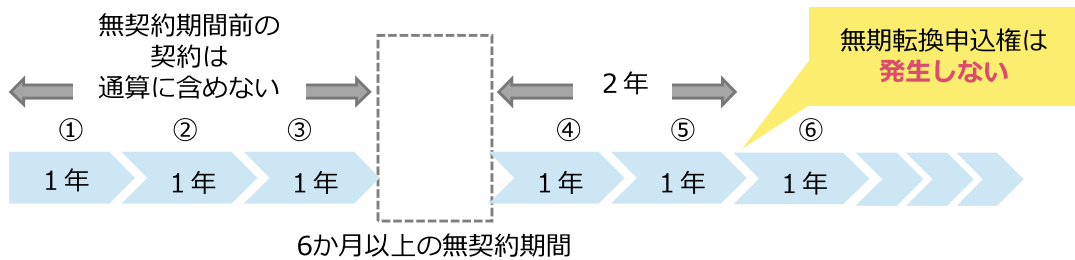 無契約期間前の
契約は
通算に含めない
2年
無期転換申込権は
発生しない
① ② ③ ④ ⑤ ⑥
1年 1年 1年 1年 1年 1年
6か月以上の無契約期間